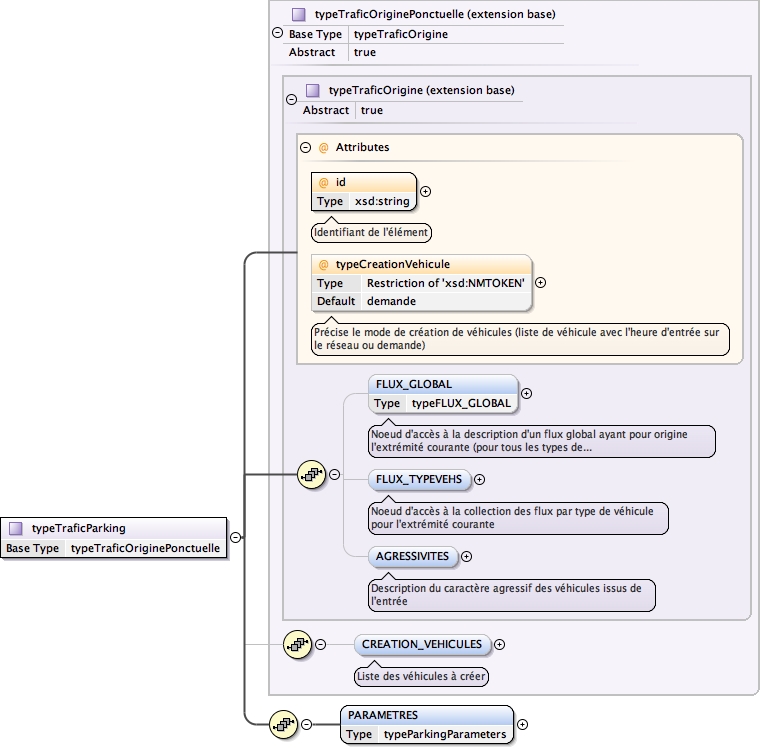 typeTraficOriginePonctuelle (extension base)
Base Type typeTraficOrigine
Abstract true
typeTraficOrigine (extension base)
Abstract true
@ Attributes
@ id
Type xsd:string
Identifiant de l'élément
@ typeCreationVehicule
Type Restriction of 'xsd:NMTOKEN'
Default demande
Précise le mode de création de véhicules (liste de véhicule avec l'heure d'entrée sur
le réseau ou demande)
FLUX_GLOBAL
Type typeFLUX_GLOBAL
Noeud d'accès à la description d'un flux global ayant pour origine
l'extrémité courante (pour tous les types de...
FLUX_TYPEVEHS
Noeud d'accès à la collection des flux par type de véhicule
pour l'extrémité courante
typeTraficParking
Base Type typeTraficOriginePonctuelle
AGRESSIVITES
Description du caractère agressif des véhicules issus de
l'entrée
CREATION_VEHICULES
Liste des véhicules à créer
PARAMETRES
Type typeParkingParameters